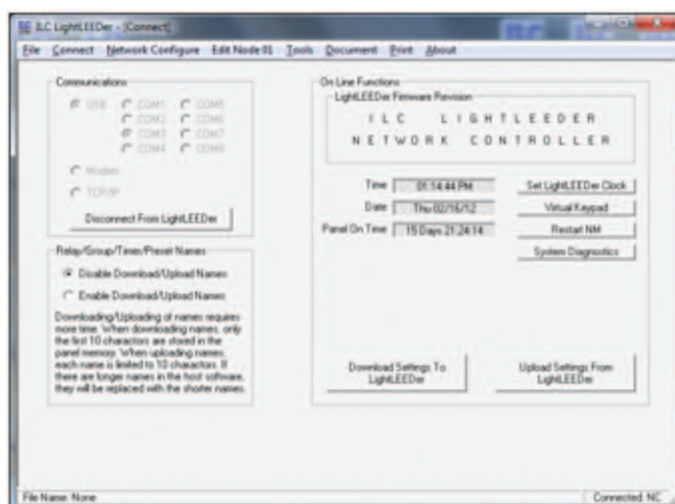 ILC LightLEEDer - [Connect]
File Connect Network Configure Edit Node 01 Tools Document Print About
Communications
USB COM1 COM5
COM2 COM6
COM3 COM7
COM4 COM8
Modem
TCP/IP
Disconnect From LightLEEDer
Relay/Group/Timer/Preset Names
Disable Download/Upload Names
Enable Download/Upload Names
Downloading/Uploading of names requires
more time. When downloading names, only
the first 10 charactors are stored in the
panel memory. When uploading names,
each name is limited to 10 charactors. If
there are longer names in the host software,
they will be replaced with the shorter names.
On Line Functions
LightLEEDer Firmware Revision
ILC LIGHTLEEDER
NETWORK CONTROLLER
Time 01:14:44 PM Set LightLEEDer Clock
Date Thu 02/16/12 Virtual Keypad
Panel On Time 15 Days 21:24:14 Restart NM
System Diagnostics
Download Settings To
LightLEEDer
Upload Settings From
LightLEEDer
File Name: None Connected: NC